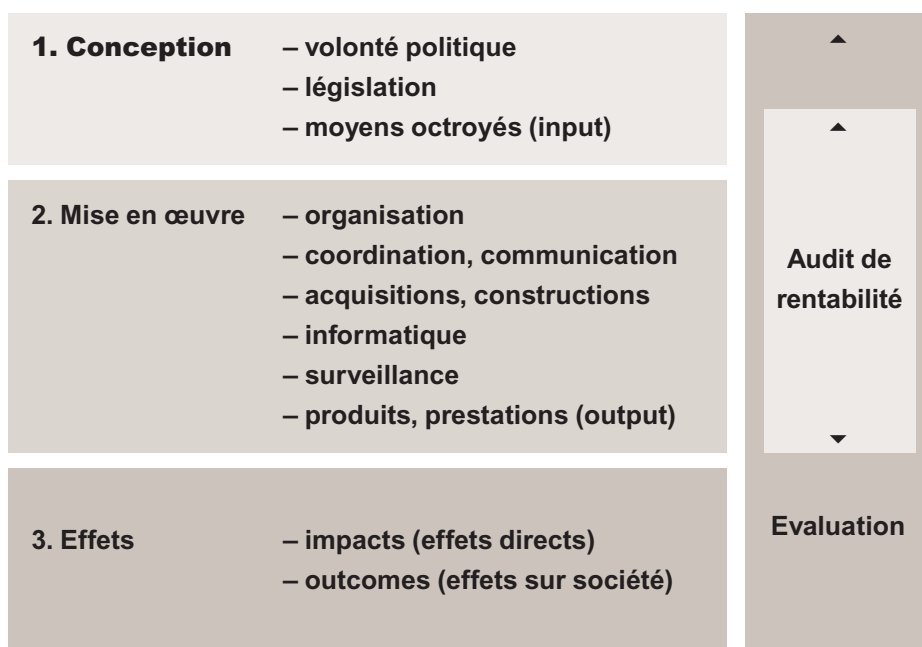 1. Conception – volonté politique
– législation
– moyens octroyés (input)
2. Mise en œuvre – organisation
– coordination, communication
– acquisitions, constructions
– informatique
– surveillance
– produits, prestations (output)
3. Effets – impacts (effets directs)
– outcomes (effets sur société)
Audit de
rentabilité
Evaluation